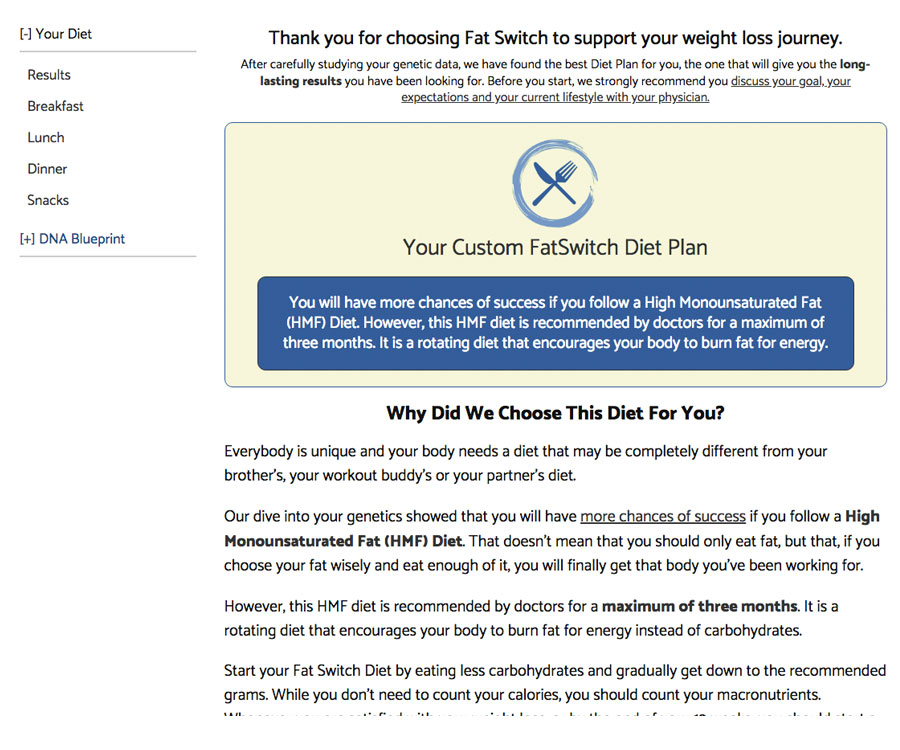 [-] Your Diet
Results
Breakfast
Lunch
Dinner
Snacks
[+] DNA Blueprint
Thank you for choosing Fat Switch to support your weight loss journey.
After carefully studying your genetic data, we have found the best Diet Plan for you, the one that will give you the long-
lasting results you have been looking for. Before you start, we strongly recommend you discuss your goal, your
expectations and your current lifestyle with your physician.
Your Custom FatSwitch Diet Plan
You will have more chances of success if you follow a High Monounsaturated Fat
(HMF) Diet. However, this HMF diet is recommended by doctors for a maximum of
three months. It is a rotating diet that encourages your body to burn fat for energy.
Why Did We Choose This Diet For You?
Everybody is unique and your body needs a diet that may be completely different from your
brother's, your workout buddy's or your partner's diet.
Our dive into your genetics showed that you will have more chances of success if you follow a High
Monounsaturated Fat (HMF) Diet. That doesn't mean that you should only eat fat, but that, if you
choose your fat wisely and eat enough of it, you will finally get that body you've been working for.
However, this HMF diet is recommended by doctors for a maximum of three months. It is a
rotating diet that encourages your body to burn fat for energy instead of carbohydrates.
Start your Fat Switch Diet by eating less carbohydrates and gradually get down to the recommended
grams. While you don't need to count your calories, you should count your macronutrients.